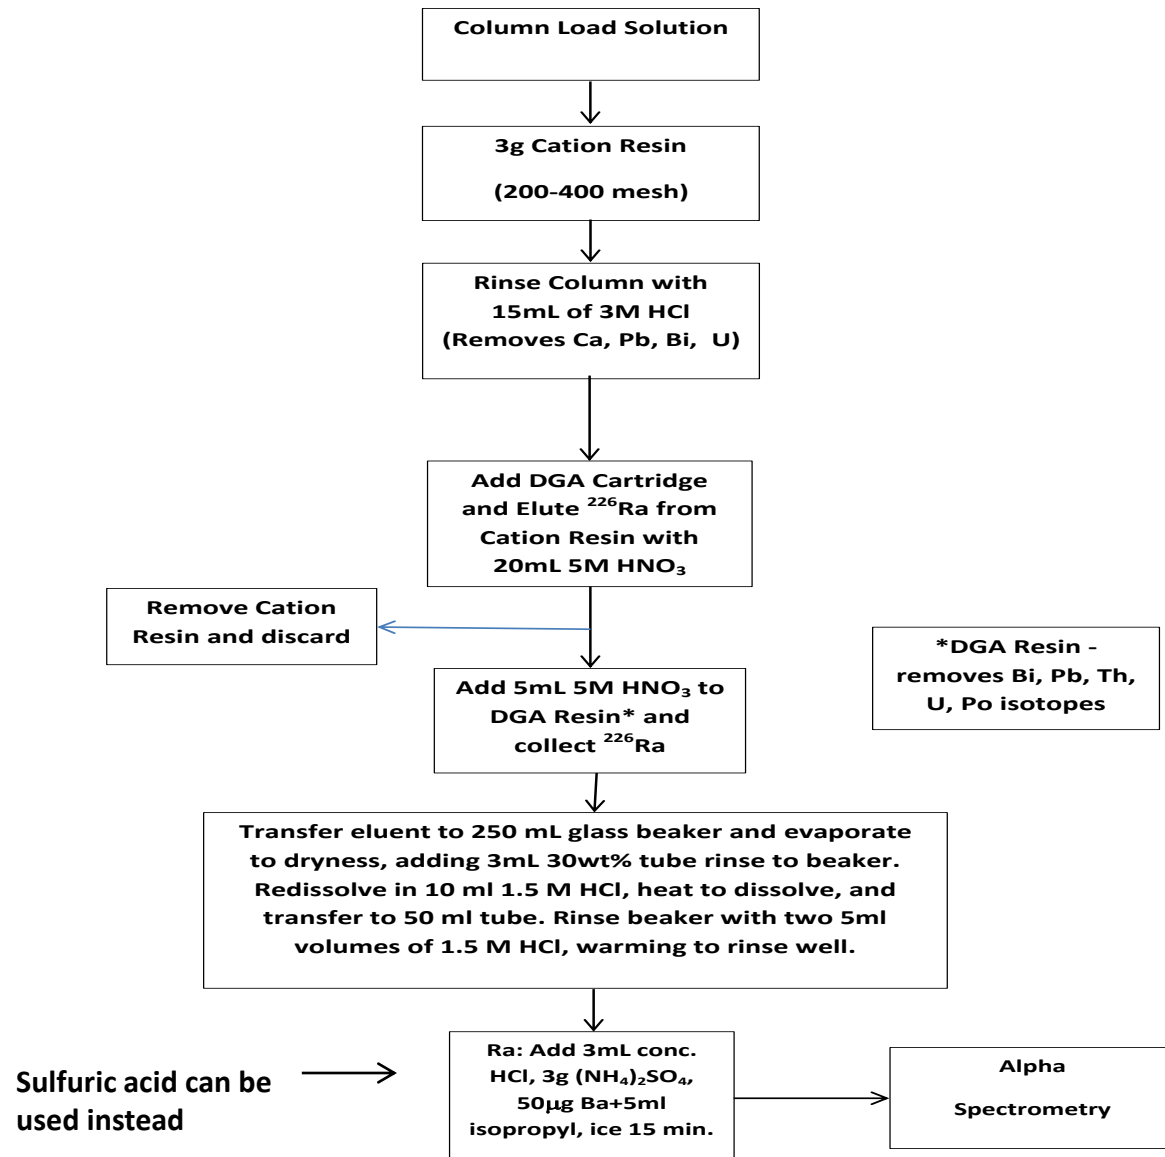 Column Load Solution
3g Cation Resin
(200-400 mesh)
Rinse Column with
15mL of 3M HCl
(Removes Ca, Pb, Bi,  U)
Add DGA Cartridge
and Elute ²²⁶Ra from
Cation Resin with
20mL 5M HNO₃
Remove Cation
Resin and discard
*DGA Resin -
removes Bi, Pb, Th,
U, Po isotopes
Add 5mL 5M HNO₃ to
DGA Resin* and
collect ²²⁶Ra
Transfer eluent to 250 mL glass beaker and evaporate
to dryness, adding 3mL 30wt% tube rinse to beaker.
Redissolve in 10 ml 1.5 M HCl, heat to dissolve, and
transfer to 50 ml tube. Rinse beaker with two 5ml
volumes of 1.5 M HCl, warming to rinse well.
Sulfuric acid can be
used instead
Ra: Add 3mL conc.
HCl, 3g (NH₄)₂SO₄,
50µg Ba+5ml
isopropyl, ice 15 min.
Alpha
Spectrometry